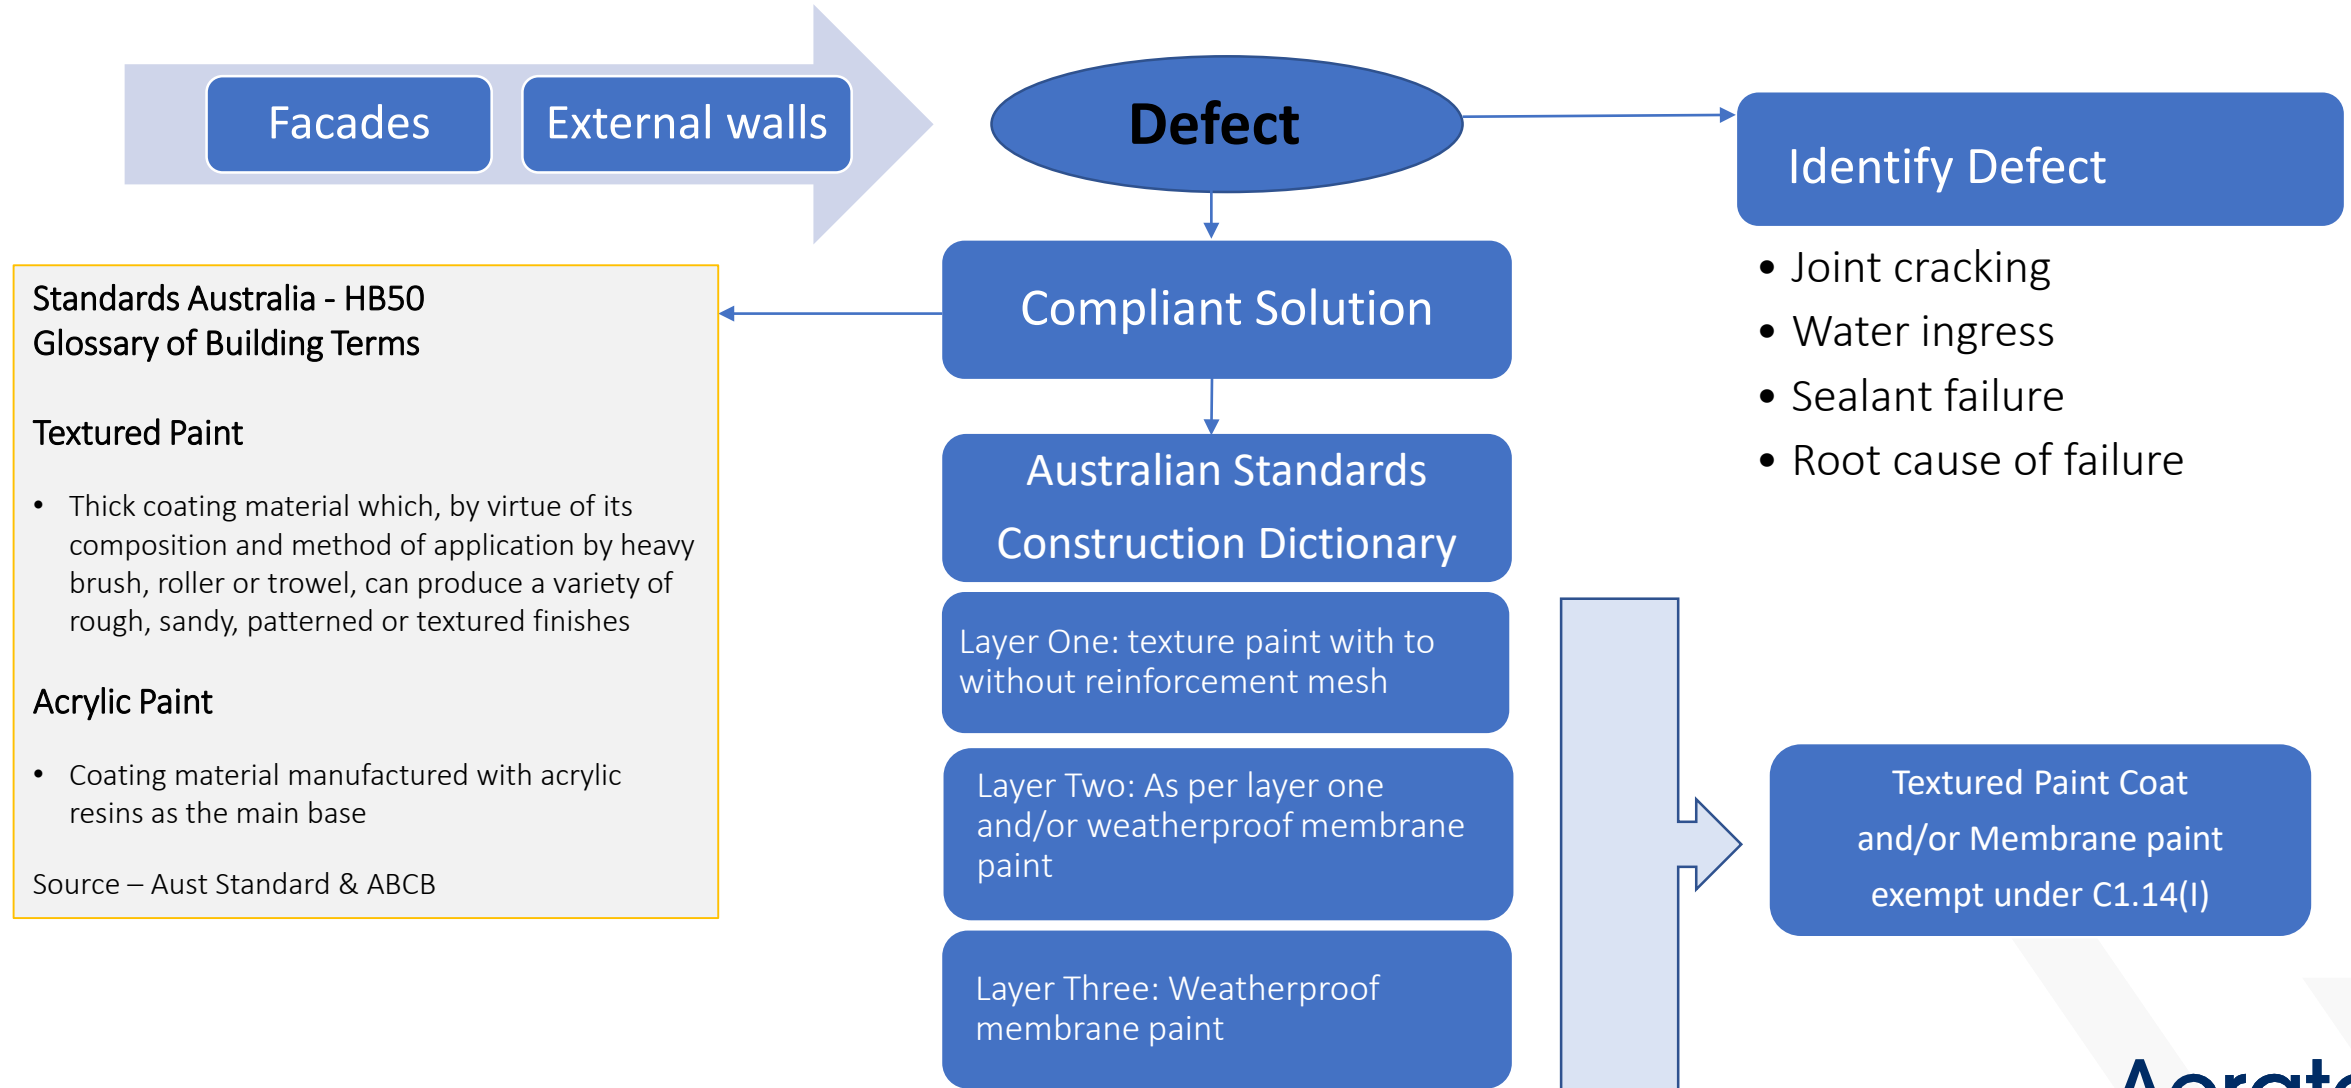 Facades
External walls
Defect
Identify Defect
• Joint cracking
• Water ingress
• Sealant failure
• Root cause of failure
Compliant Solution
Standards Australia - HB50
Glossary of Building Terms
Textured Paint
• Thick coating material which, by virtue of its
composition and method of application by heavy
brush, roller or trowel, can produce a variety of
rough, sandy, patterned or textured finishes
Acrylic Paint
• Coating material manufactured with acrylic
resins as the main base
Source – Aust Standard & ABCB
Australian Standards
Construction Dictionary
Layer One: texture paint with to
without reinforcement mesh
Layer Two: As per layer one
and/or weatherproof membrane
paint
Layer Three: Weatherproof
membrane paint
Textured Paint Coat
and/or Membrane paint
exempt under C1.14(I)